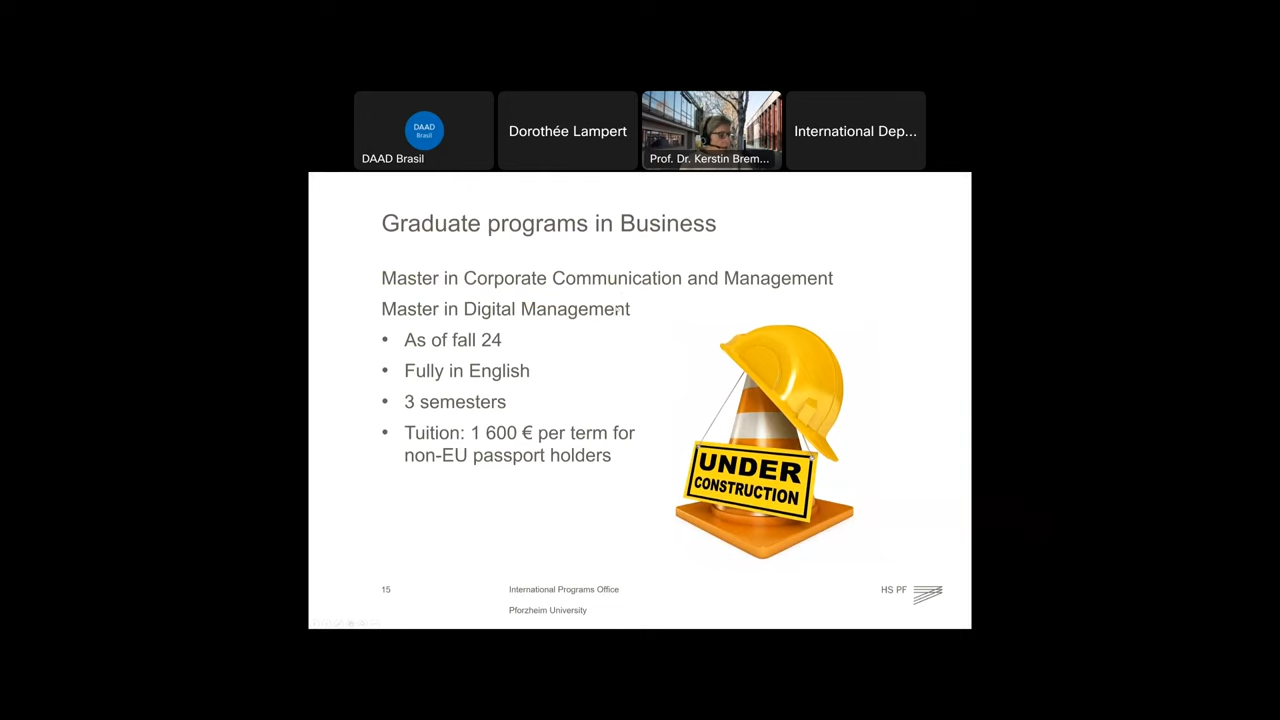 DAAD
Brasil
DAAD Brasil
Dorothée Lampert
Prof. Dr. Kerstin Brem...
International Dep...
Graduate programs in Business
Master in Corporate Communication and Management
Master in Digital Management
• As of fall 24
• Fully in English
• 3 semesters
• Tuition: 1 600 € per term for
non-EU passport holders
UNDER
CONSTRUCTION
15
International Programs Office
Pforzheim University
HS PF